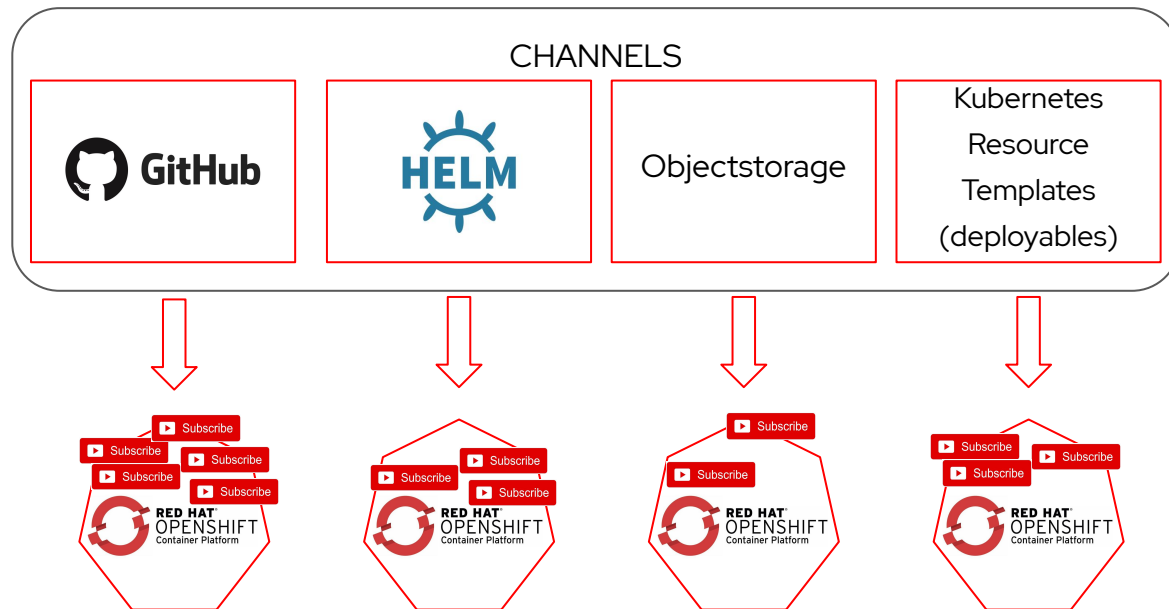 CHANNELS
GitHub
HELM
Objectstorage
Kubernetes
Resource
Templates
(deployables)
Subscribe
Subscribe
Subscribe
Subscribe
Subscribe
RED HAT®
OPENSHIFT
Container Platform
Subscribe
Subscribe
Subscribe
RED HAT®
OPENSHIFT
Container Platform
Subscribe
Subscribe
RED HAT®
OPENSHIFT
Container Platform
Subscribe
Subscribe
Subscribe
RED HAT®
OPENSHIFT
Container Platform